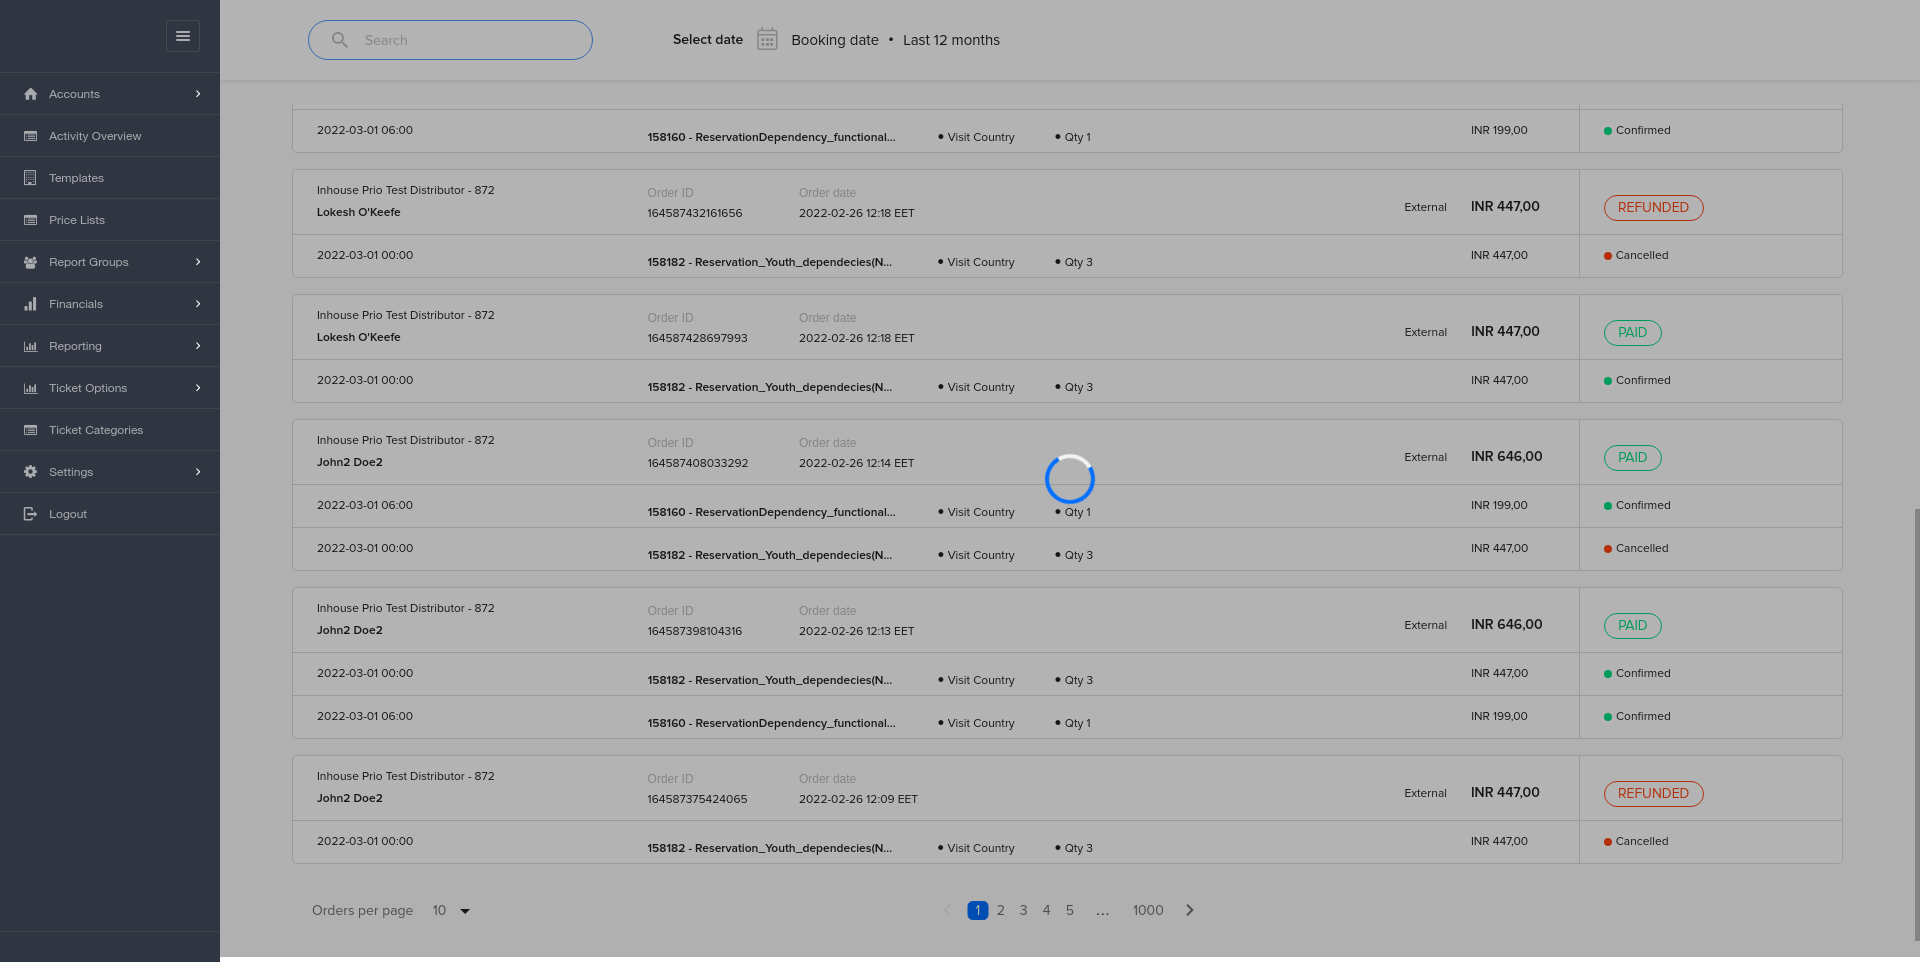 Search
Select date Booking date • Last 12 months
Accounts
Activity Overview
Templates
Price Lists
Report Groups
Financials
Reporting
Ticket Options
Ticket Categories
Settings
Logout
2022-03-01 06:00 158160 - ReservationDependency_functional... • Visit Country • Qty 1 INR 199,00 Confirmed
Inhouse Prio Test Distributor - 872 Order ID Order date
Lokesh O'Keefe 164587432161656 2022-02-26 12:18 EET External INR 447,00 REFUNDED
2022-03-01 00:00 158182 - Reservation_Youth_dependecies(N... • Visit Country • Qty 3 INR 447,00 Cancelled
Inhouse Prio Test Distributor - 872 Order ID Order date
Lokesh O'Keefe 164587428697993 2022-02-26 12:18 EET External INR 447,00 PAID
2022-03-01 00:00 158182 - Reservation_Youth_dependecies(N... • Visit Country • Qty 3 INR 447,00 Confirmed
Inhouse Prio Test Distributor - 872 Order ID Order date
John2 Doe2 164587408033292 2022-02-26 12:14 EET External INR 646,00 PAID
2022-03-01 06:00 158160 - ReservationDependency_functional... • Visit Country • Qty 1 INR 199,00 Confirmed
2022-03-01 00:00 158182 - Reservation_Youth_dependecies(N... • Visit Country • Qty 3 INR 447,00 Cancelled
Inhouse Prio Test Distributor - 872 Order ID Order date
John2 Doe2 164587398104316 2022-02-26 12:13 EET External INR 646,00 PAID
2022-03-01 00:00 158182 - Reservation_Youth_dependecies(N... • Visit Country • Qty 3 INR 447,00 Confirmed
2022-03-01 06:00 158160 - ReservationDependency_functional... • Visit Country • Qty 1 INR 199,00 Confirmed
Inhouse Prio Test Distributor - 872 Order ID Order date
John2 Doe2 164587375424065 2022-02-26 12:09 EET External INR 447,00 REFUNDED
2022-03-01 00:00 158182 - Reservation_Youth_dependecies(N... • Visit Country • Qty 3 INR 447,00 Cancelled
Orders per page 10 1 2 3 4 5 ... 1000